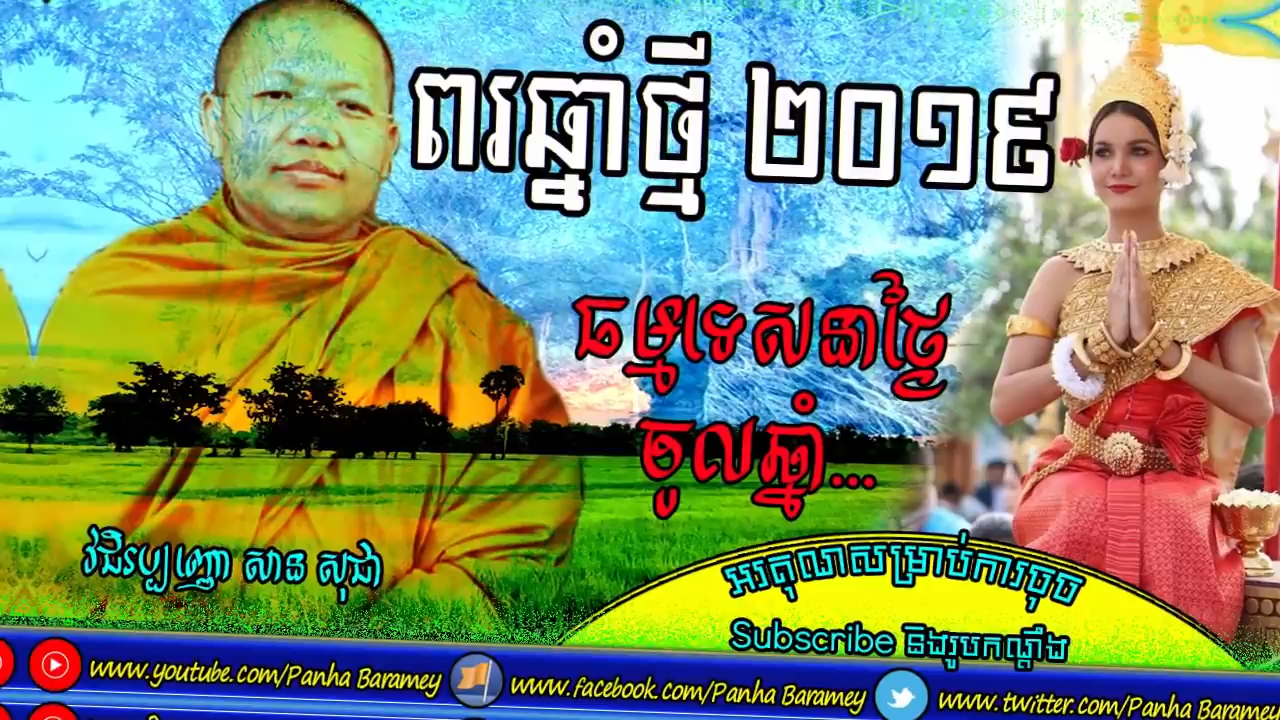 ពរឆ្នាំថ្មី ២០១៩
ធម្មទេសនាថ្ងៃ
ចូលឆ្នាំ...
វជិរប្បញ្ញោ សាន សុជា
អរគុណសម្រាប់ការចុច
Subscribe និងរូបកណ្ដឹង
www.youtube.com/Panha Baramey
www.facebook.com/Panha Baramey
www.twitter.com/Panha Baramey